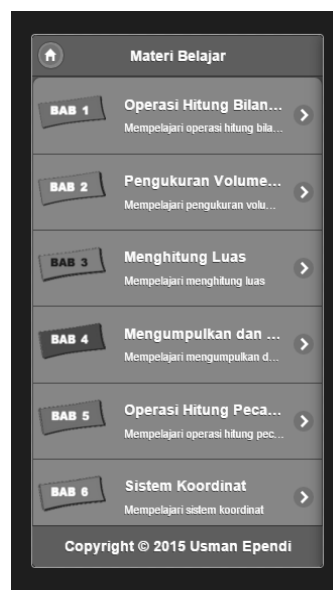 Materi Belajar
BAB 1
Operasi Hitung Bilan...
Mempelajari operasi hitung bila...
BAB 2
Pengukuran Volume...
Mempelajari pengukuran volu...
BAB 3
Menghitung Luas
Mempelajari menghitung luas
BAB 4
Mengumpulkan dan ...
Mempelajari mengumpulkan d...
BAB 5
Operasi Hitung Peca...
Mempelajari operasi hitung pec...
BAB 6
Sistem Koordinat
Mempelajari sistem koordinat
Copyright © 2015 Usman Ependi